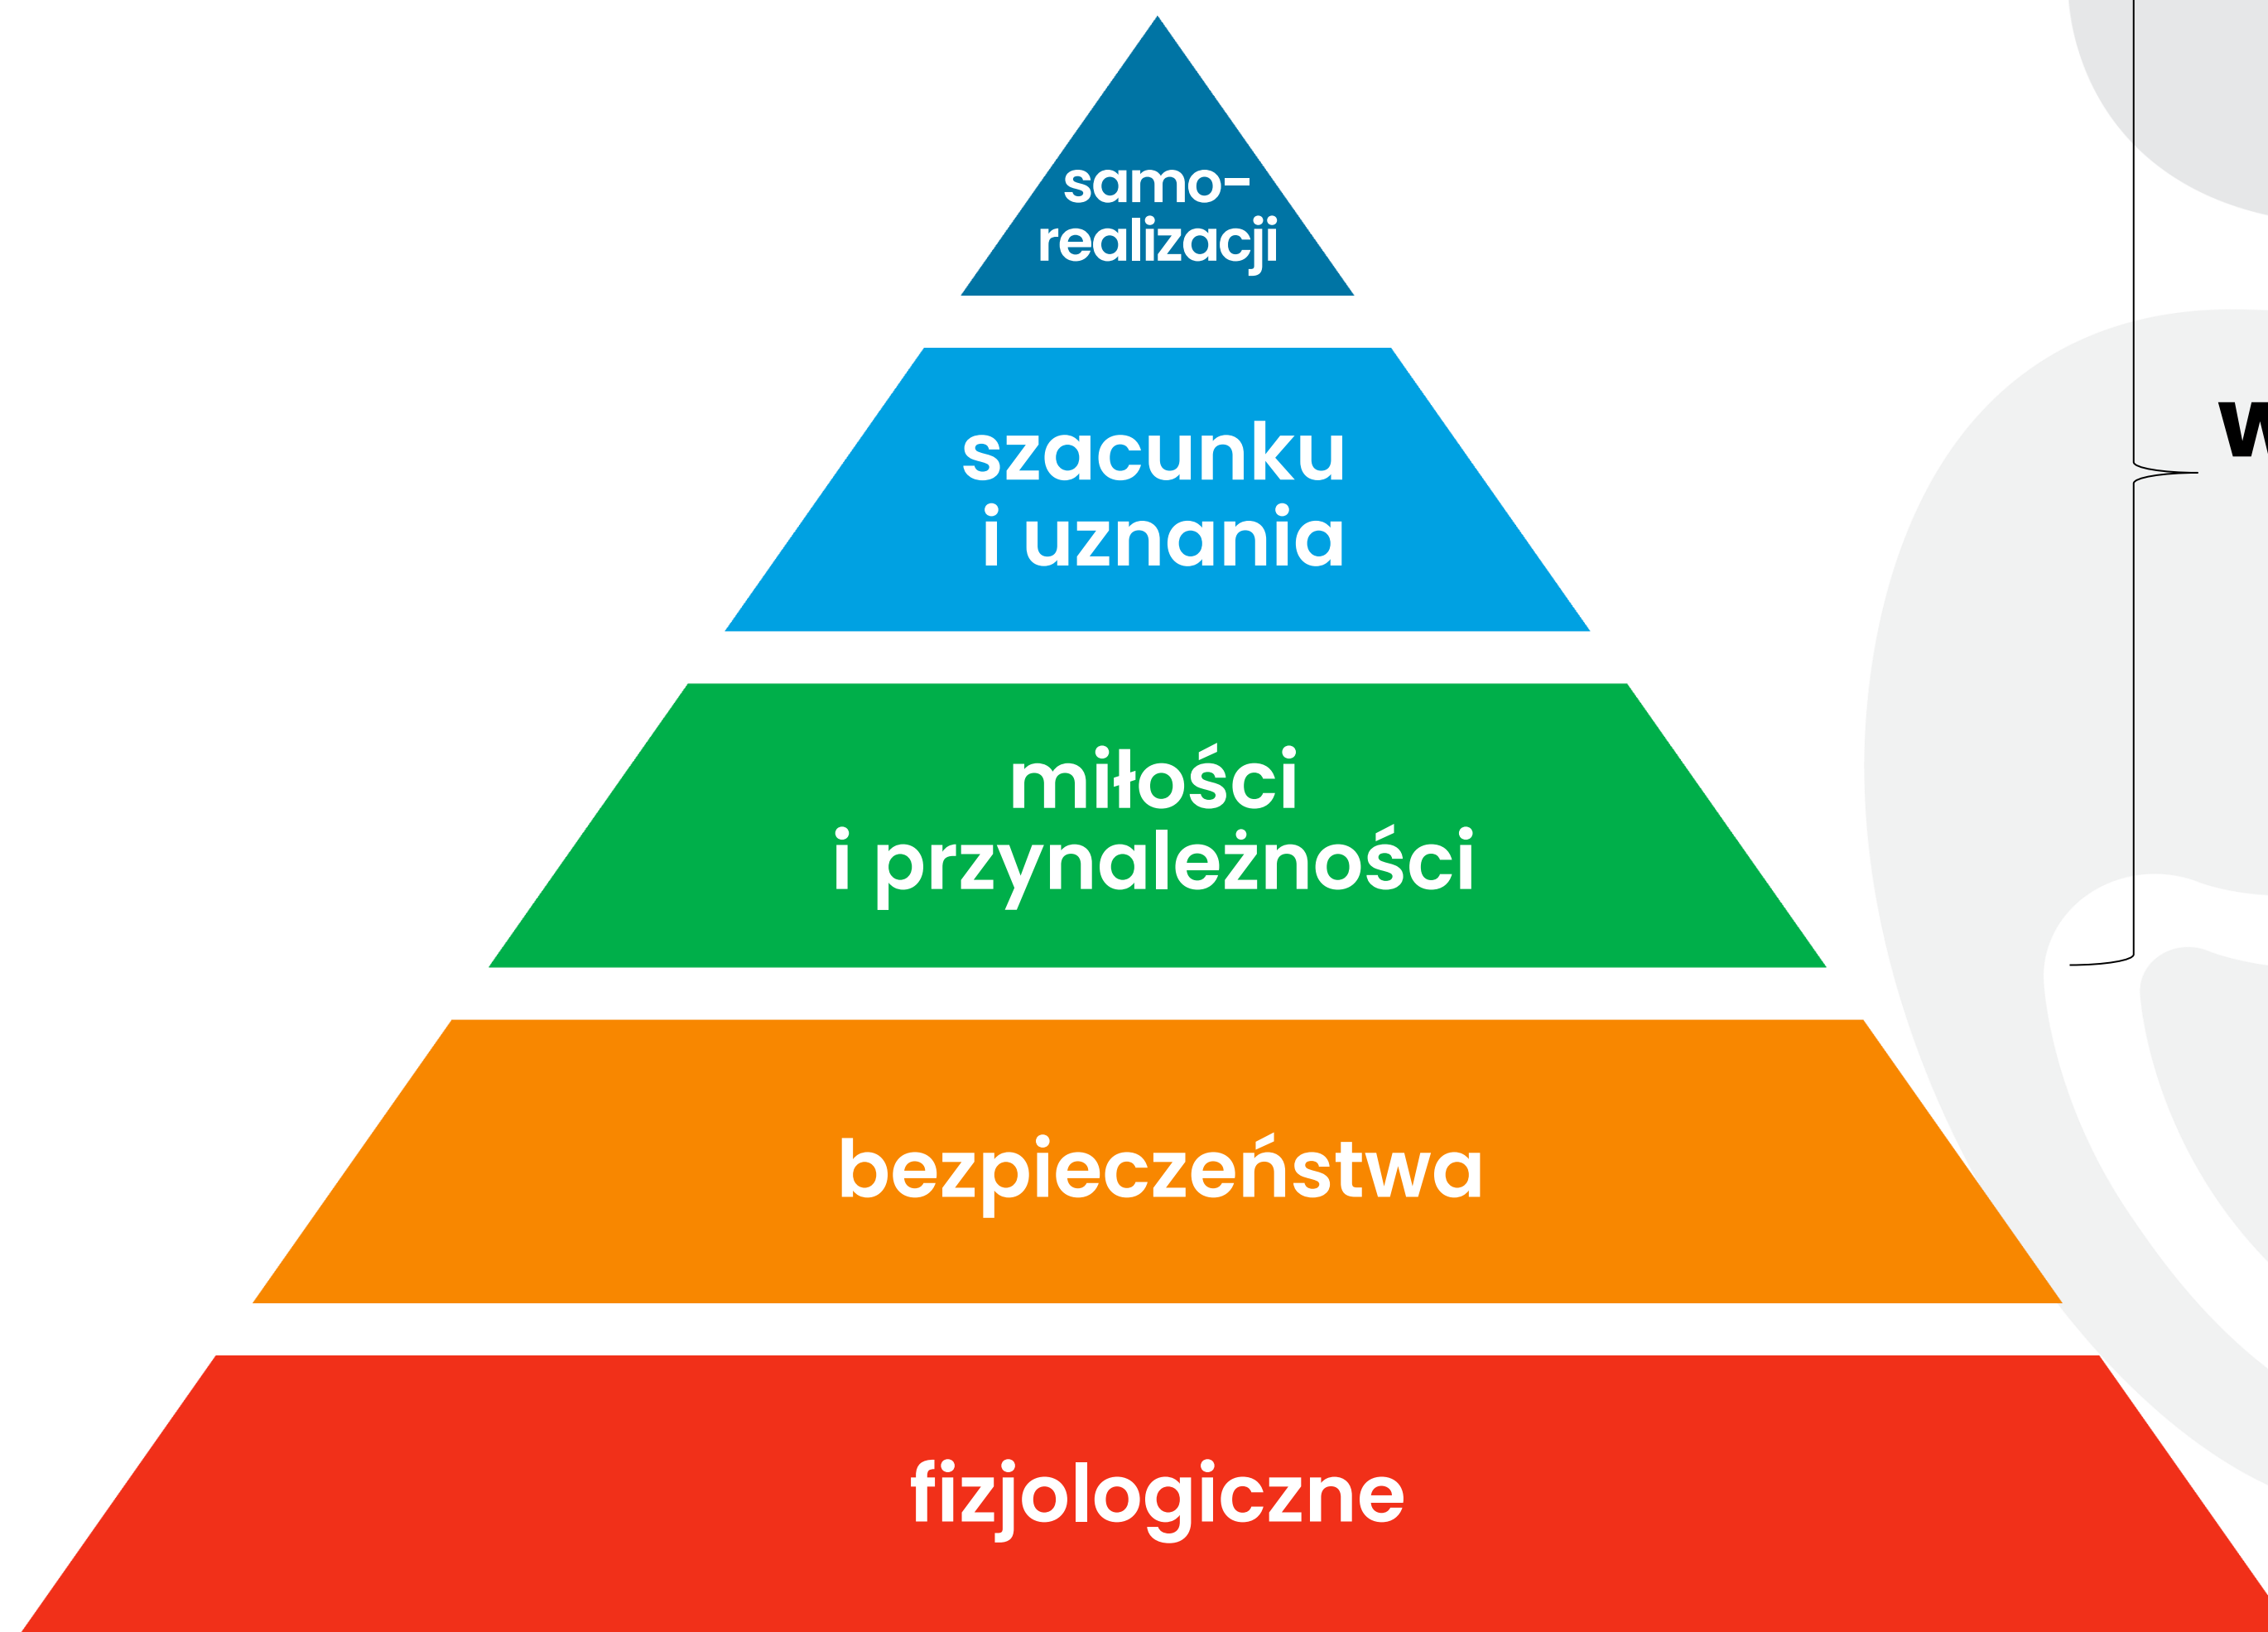 samo-
realizacji
szacunku
i uznania
miłości
i przynależności
bezpieczeństwa
fizjologiczne